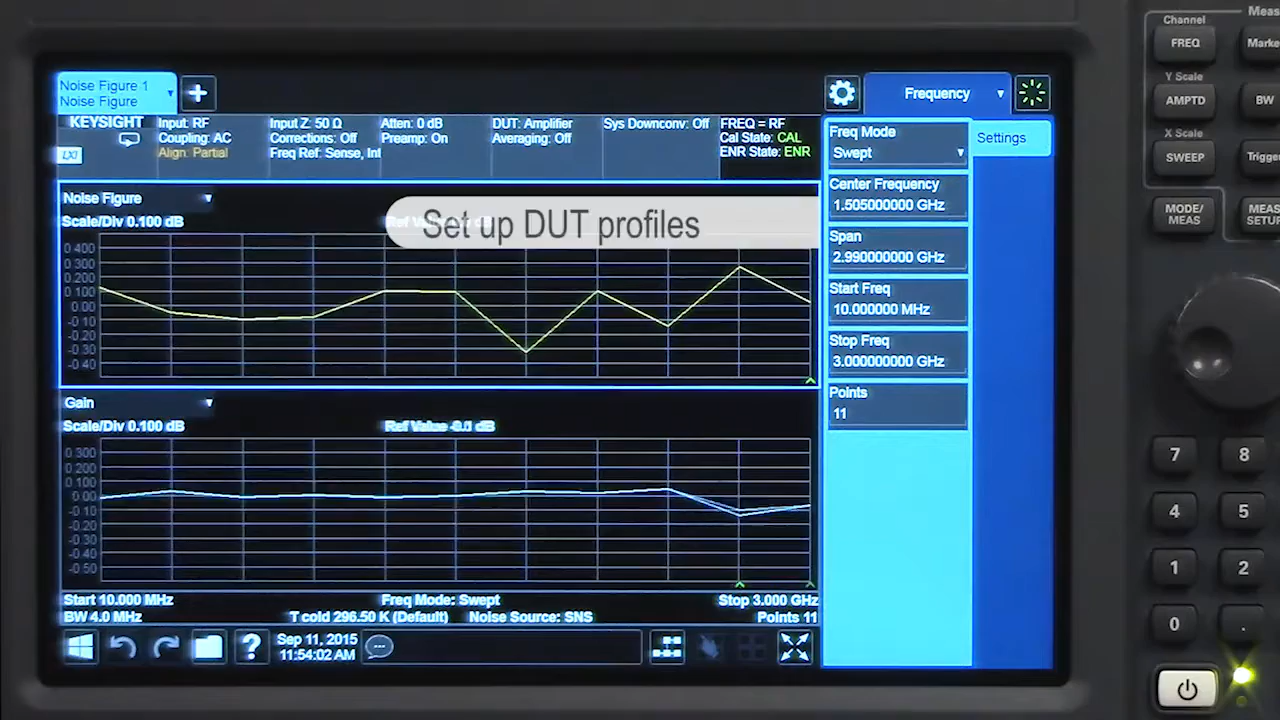 Noise Figure 1
Noise Figure
+
Frequency
KEYSIGHT
LXI
Input: RF
Coupling: AC
Align: Partial
Input Z: 50 Ω
Corrections: Off
Freq Ref: Sense, Int
Atten: 0 dB
Preamp: On
DUT: Amplifier
Averaging: Off
Sys Downconv: Off
FREQ = RF
Cal State: CAL
ENR State: ENR
Noise Figure
Scale/Div 0.100 dB
Set up DUT profiles
0.400
0.300
0.200
0.100
0.00
-0.10
-0.20
-0.30
-0.40
Gain
Scale/Div 0.100 dB
Ref Value dB
0.300
0.200
0.100
0.00
-0.10
-0.20
-0.30
-0.40
-0.50
Start 10.000 MHz
Freq Mode: Swept
Stop 3.000 GHz
BW 4.0 MHz
T cold 296.50 K (Default)
Noise Source: SNS
Points 11
?
Sep 11, 2015
11:54:02 AM
Freq Mode
Swept
Center Frequency
1.505000000 GHz
Span
2.990000000 GHz
Start Freq
10.000000 MHz
Stop Freq
3.000000000 GHz
Points
11
Settings
Channel
FREQ
Y Scale
AMPTD
BW
X Scale
SWEEP
MODE/
MEAS
MEAS
7
8
4
5
1
2
0
.